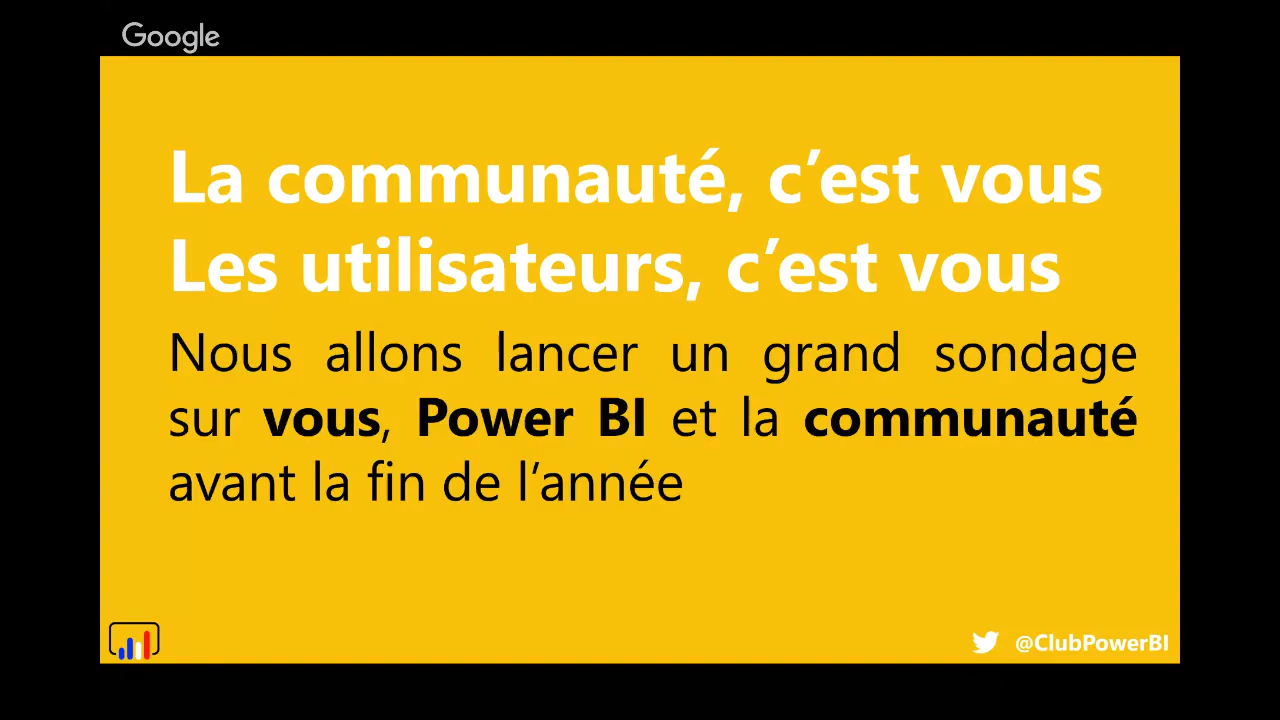 Google
La communauté, c’est vous
Les utilisateurs, c’est vous
Nous allons lancer un grand sondage
sur vous, Power BI et la communauté
avant la fin de l’année
@ClubPowerBI